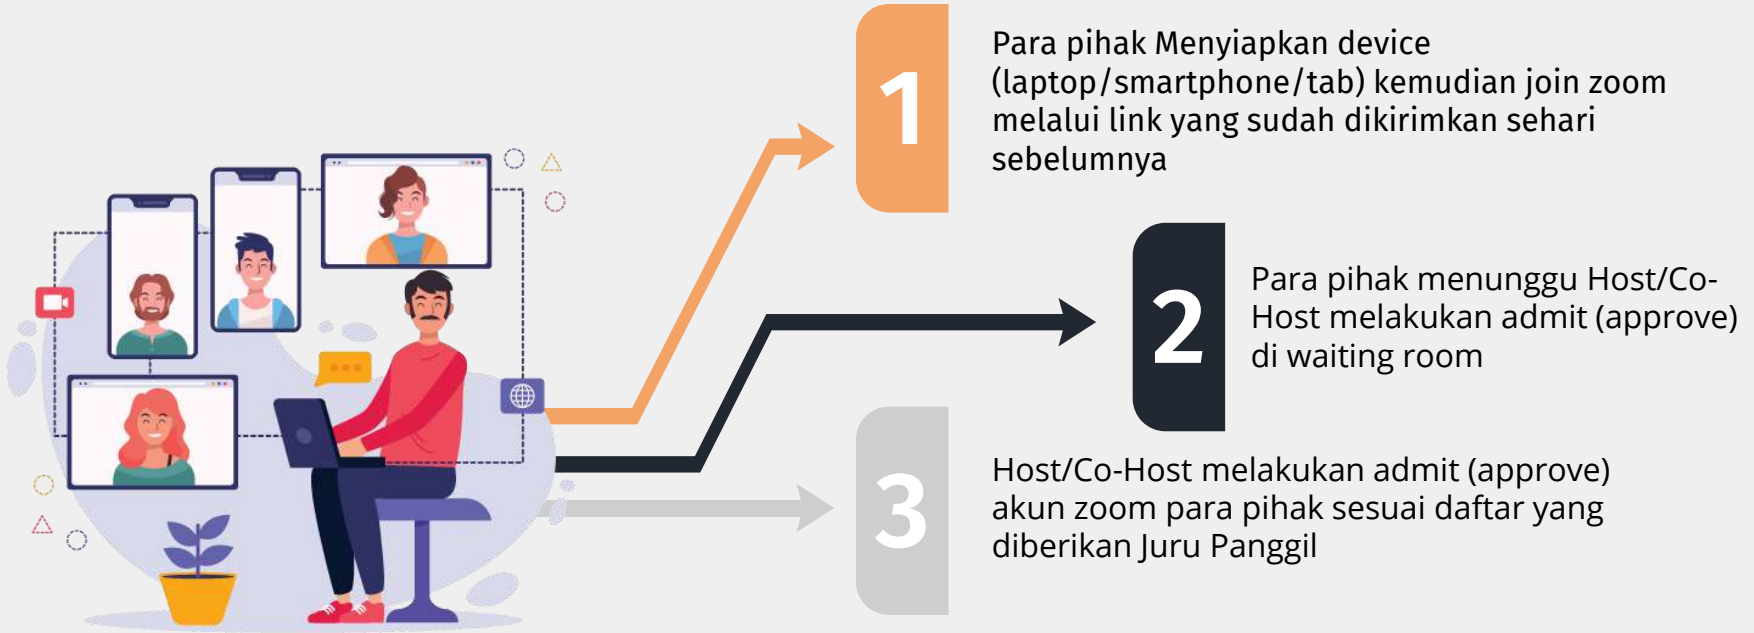 1
Para pihak Menyiapkan device
(laptop/smartphone/tab) kemudian join zoom
melalui link yang sudah dikirimkan sehari
sebelumnya
2
Para pihak menunggu Host/Co-
Host melakukan admit (approve)
di waiting room
3
Host/Co-Host melakukan admit (approve)
akun zoom para pihak sesuai daftar yang
diberikan Juru Panggil